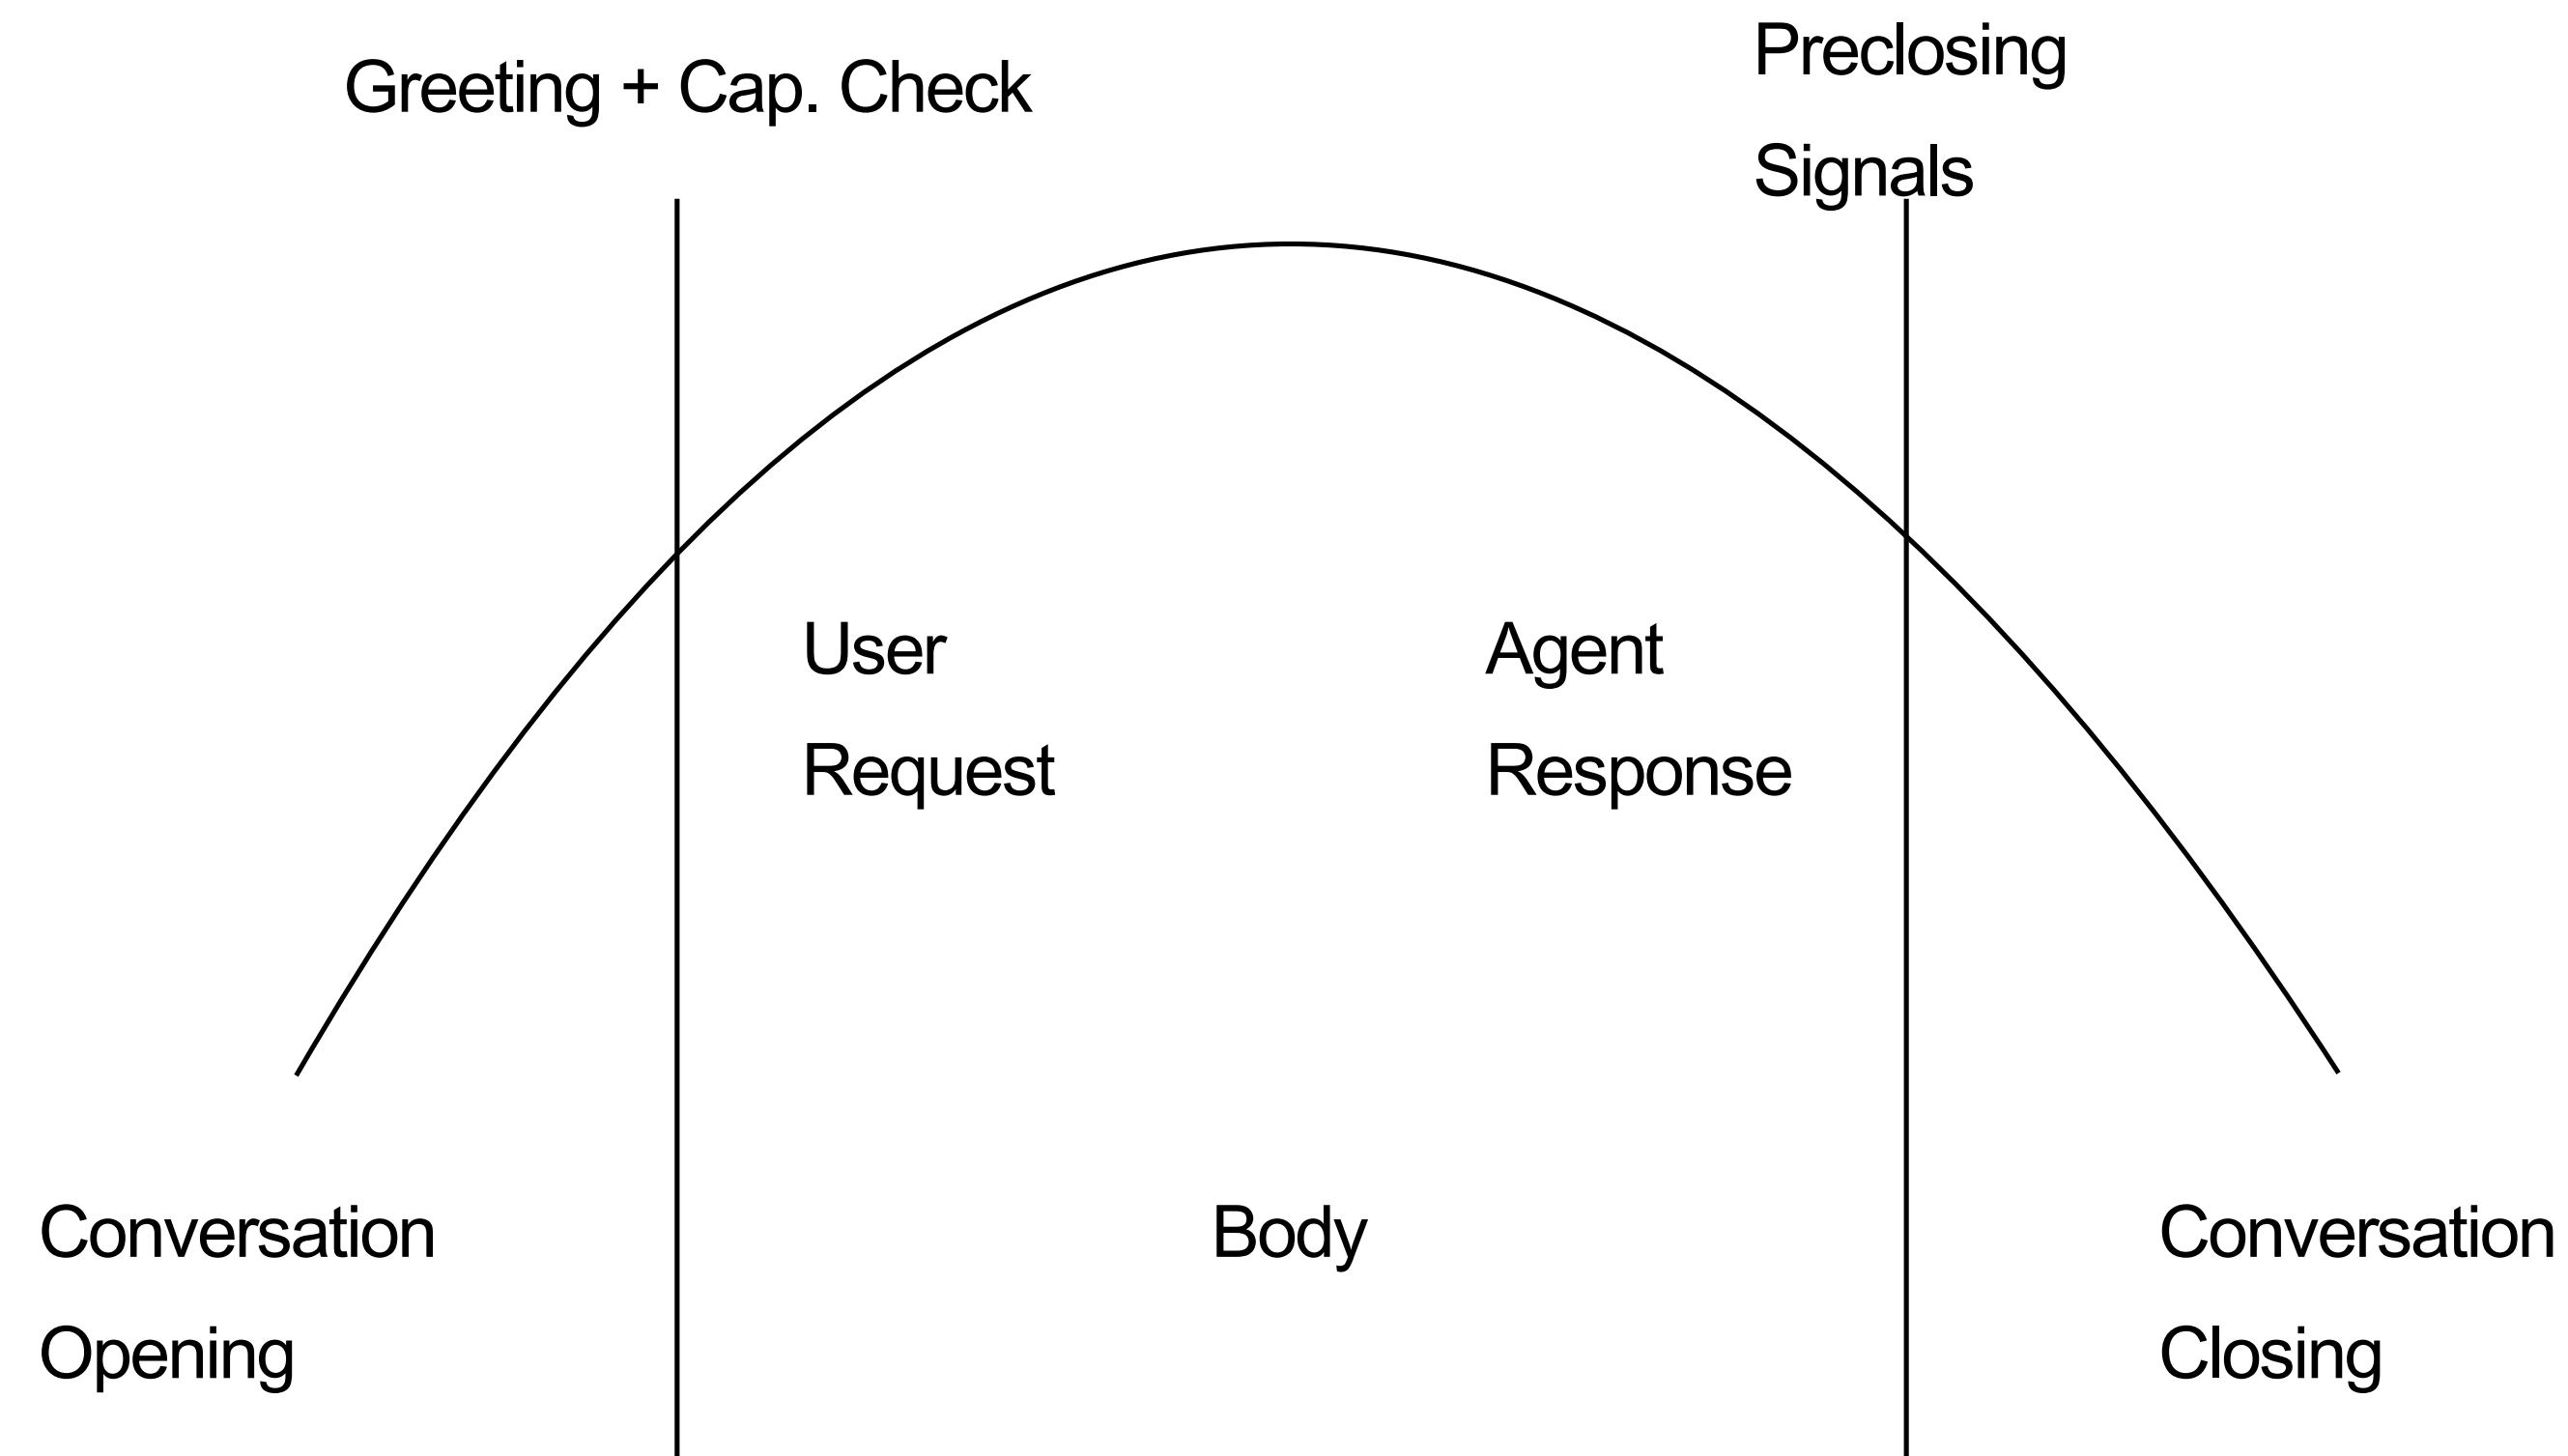 Greeting + Cap. Check
Preclosing
Signals
User
Request
Agent
Response
Conversation
Opening
Body
Conversation
Closing